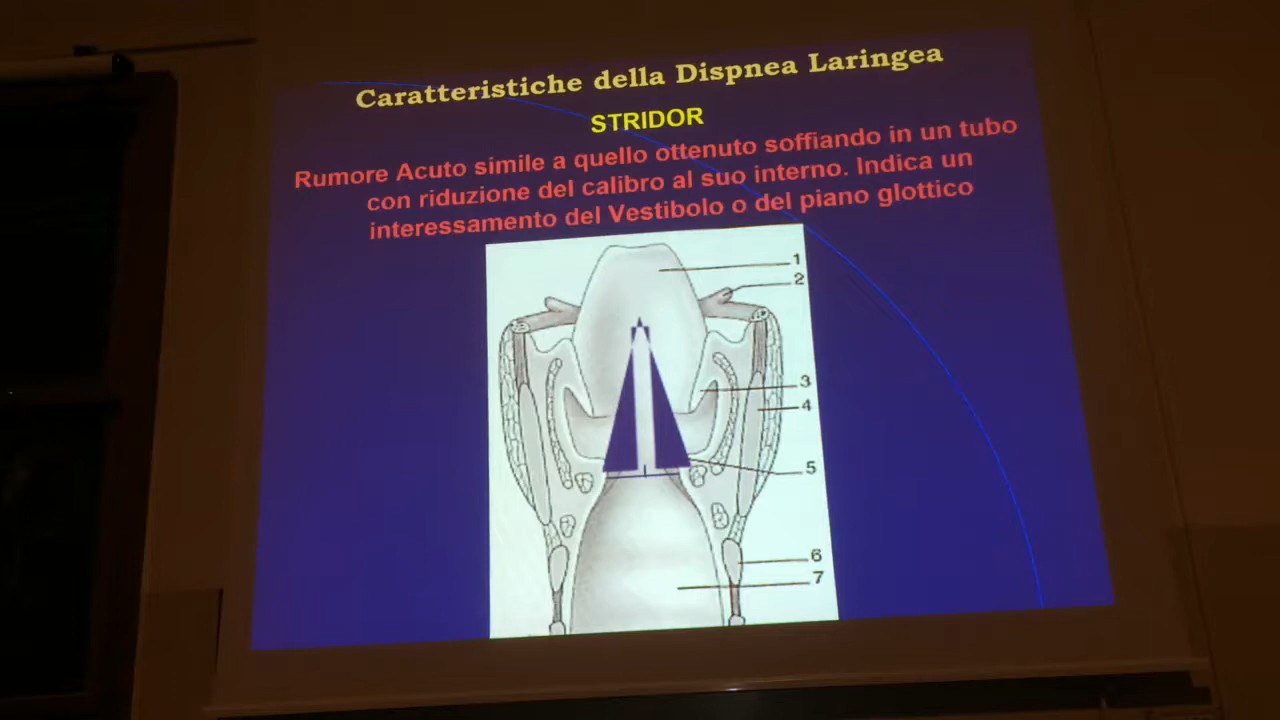 Caratteristiche della Dispnea Laringea
STRIDOR
Rumore Acuto simile a quello ottenuto soffiando in un tubo
con riduzione del calibro al suo interno. Indica un
interessamento del Vestibolo o del piano glottico
1
2
3
4
5
6
7